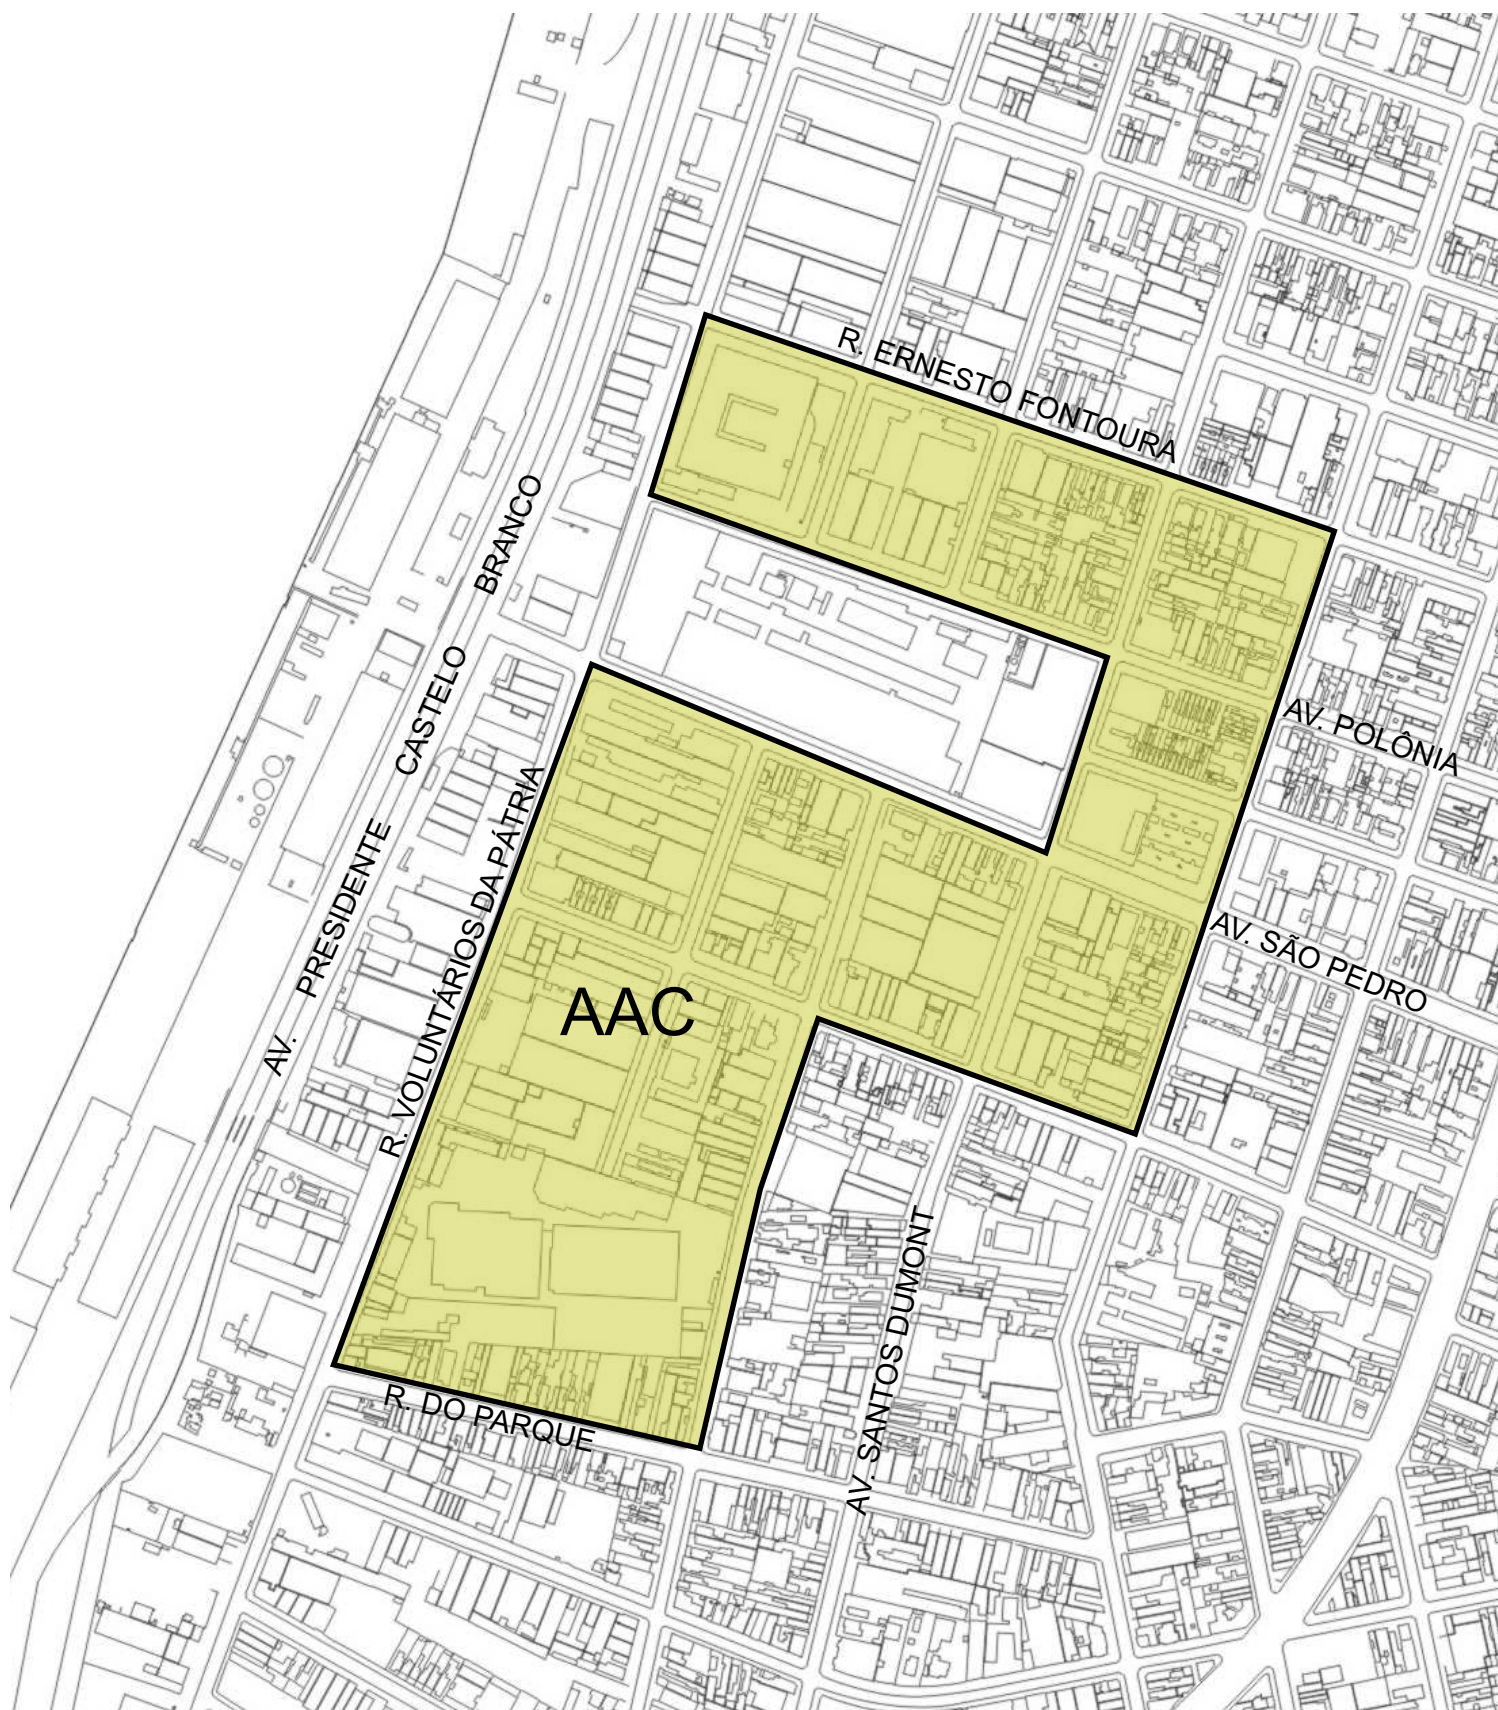 R. ERNESTO FONTOURA
AV. PRESIDENTE CASTELO BRANCO
AV. POLÔNIA
R. VOLUNTÁRIOS DA PÁTRIA
AV. SÃO PEDRO
AAC
AV. SANTOS DUMONT
R. DO PARQUE